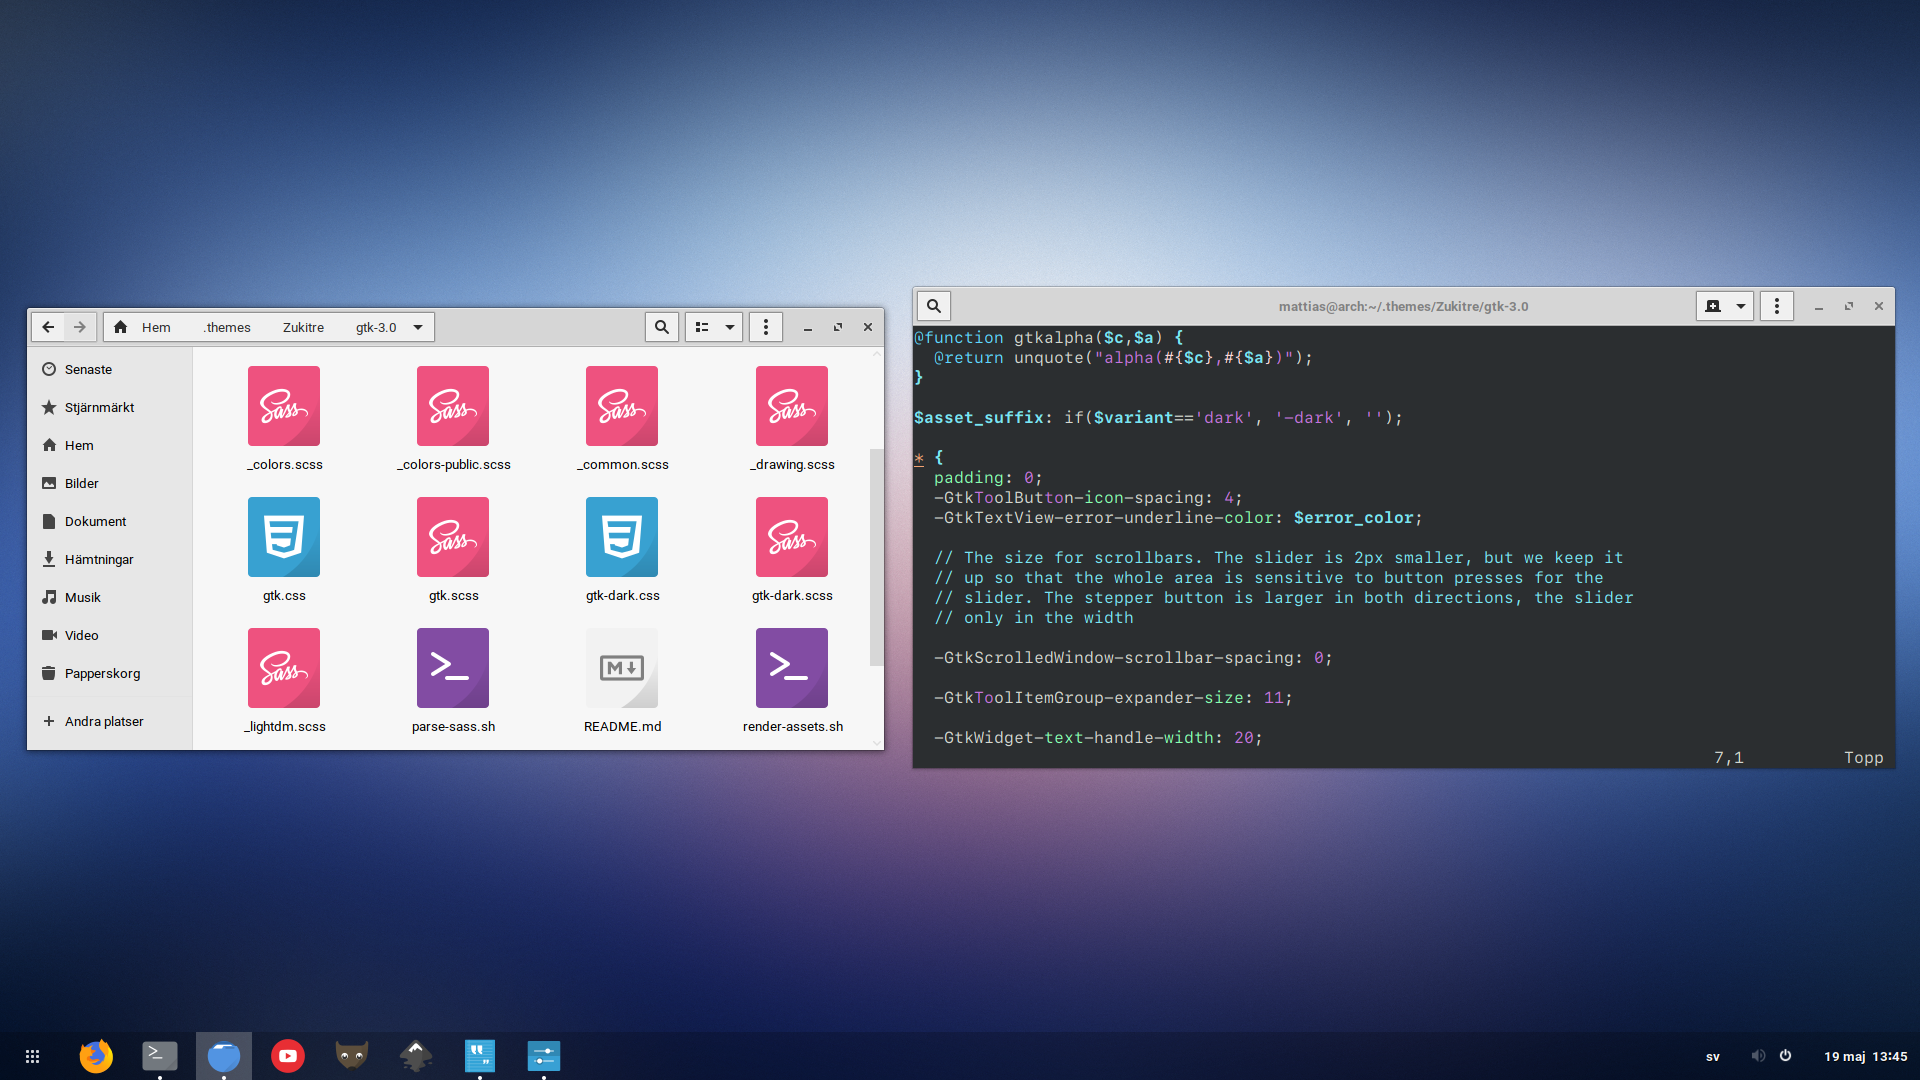 Hem .themes Zukitre gtk-3.0
Senaste
Stjärnmärkt
Hem
Bilder
Dokument
Hämtningar
Musik
Video
Papperskorg
Andra platser
Sass Sass Sass Sass
_colors.scss _colors-public.scss _common.scss _drawing.scss
Sass Sass
gtk.css gtk.scss gtk-dark.css gtk-dark.scss
Sass >_ M >_
_lightdm.scss parse-sass.sh README.md render-assets.sh
mattias@arch:~/.themes/Zukitre/gtk-3.0
@function gtkalpha($c,$a) {
@return unquote("alpha(#{$c},#{$a})");
}
$asset_suffix: if($variant=='dark', '-dark', '');
* {
padding: 0;
-GtkToolButton-icon-spacing: 4;
-GtkTextView-error-underline-color: $error_color;
// The size for scrollbars. The slider is 2px smaller, but we keep it
// up so that the whole area is sensitive to button presses for the
// slider. The stepper button is larger in both directions, the slider
// only in the width
-GtkScrolledWindow-scrollbar-spacing: 0;
-GtkToolItemGroup-expander-size: 11;
-GtkWidget-text-handle-width: 20;
7,1 Topp
sv 19 maj 13:45